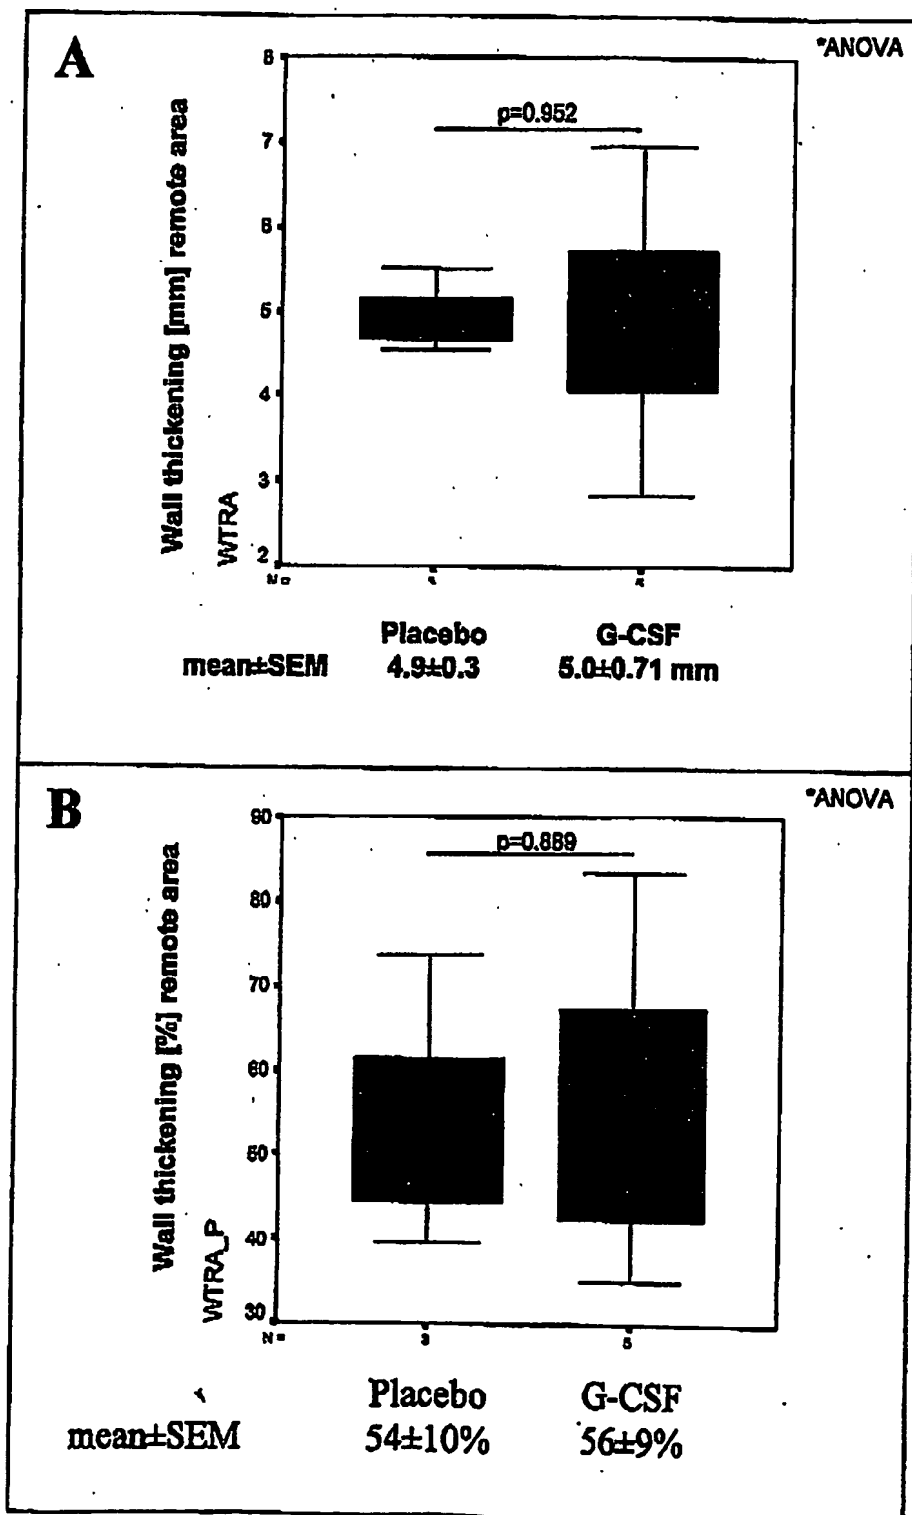 A
*ANOVA
Wall thickening [mm] remote area
WTRA
8
7
6
5
4
3
2
p=0.952
N=
Placebo G-CSF
mean±SEM 4.9±0.3 5.0±0.71 mm
B
*ANOVA
Wall thickening [%] remote area
WTRA_P
90
80
70
60
50
40
30
p=0.889
N= 3 5
Placebo G-CSF
mean±SEM 54±10% 56±9%